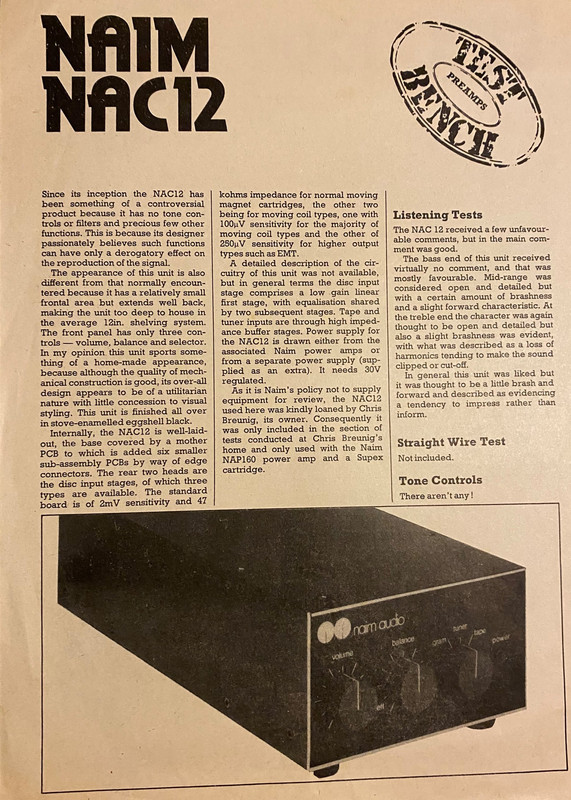 NAIM
NAC12
TEST
PREAMPS
BENCH
Since its inception the NAC12 has
been something of a controversial
product because it has no tone con-
trols or filters and precious few other
functions. This is because its designer
passionately believes such functions
can have only a derogatory effect on
the reproduction of the signal.
The appearance of this unit is also
different from that normally encoun-
tered because it has a relatively small
frontal area but extends well back,
making the unit too deep to house in
the average 12in. shelving system.
The front panel has only three con-
trols — volume, balance and selector.
In my opinion this unit sports some-
thing of a home-made appearance,
because although the quality of mech-
anical construction is good, its over-all
design appears to be of a utilitarian
nature with little concession to visual
styling. This unit is finished all over
in stove-enamelled eggshell black.
Internally, the NAC12 is well-laid-
out, the base covered by a mother
PCB to which is added six smaller
sub-assembly PCBs by way of edge
connectors. The rear two heads are
the disc input stages, of which three
types are available. The standard
board is of 2mV sensitivity and 47
kohms impedance for normal moving
magnet cartridges, the other two
being for moving coil types, one with
100µV sensitivity for the majority of
moving coil types and the other of
250µV sensitivity for higher output
types such as EMT.
A detailed description of the cir-
cuitry of this unit was not available,
but in general terms the disc input
stage comprises a low gain linear
first stage, with equalisation shared
by two subsequent stages. Tape and
tuner inputs are through high imped-
ance buffer stages. Power supply for
the NAC12 is drawn either from the
associated Naim power amps or
from a separate power supply (sup-
plied as an extra). It needs 30V
regulated.
As it is Naim's policy not to supply
equipment for review, the NAC12
used here was kindly loaned by Chris
Breunig, its owner. Consequently it
was only included in the section of
tests conducted at Chris Breunig's
home and only used with the Naim
NAP160 power amp and a Supex
cartridge.
Listening Tests
The NAC 12 received a few unfavour-
able comments, but in the main com-
ment was good.
The bass end of this unit received
virtually no comment, and that was
mostly favourable. Mid-range was
considered open and detailed but
with a certain amount of brashness
and a slight forward characteristic. At
the treble end the character was again
thought to be open and detailed but
also a slight brashness was evident,
with what was described as a loss of
harmonics tending to make the sound
clipped or cut-off.
In general this unit was liked but
it was thought to be a little brash and
forward and described as evidencing
a tendency to impress rather than
inform.
Straight Wire Test
Not included.
Tone Controls
There aren't any!
naim audio
volume
balance
gram
tuner
tape
power
off